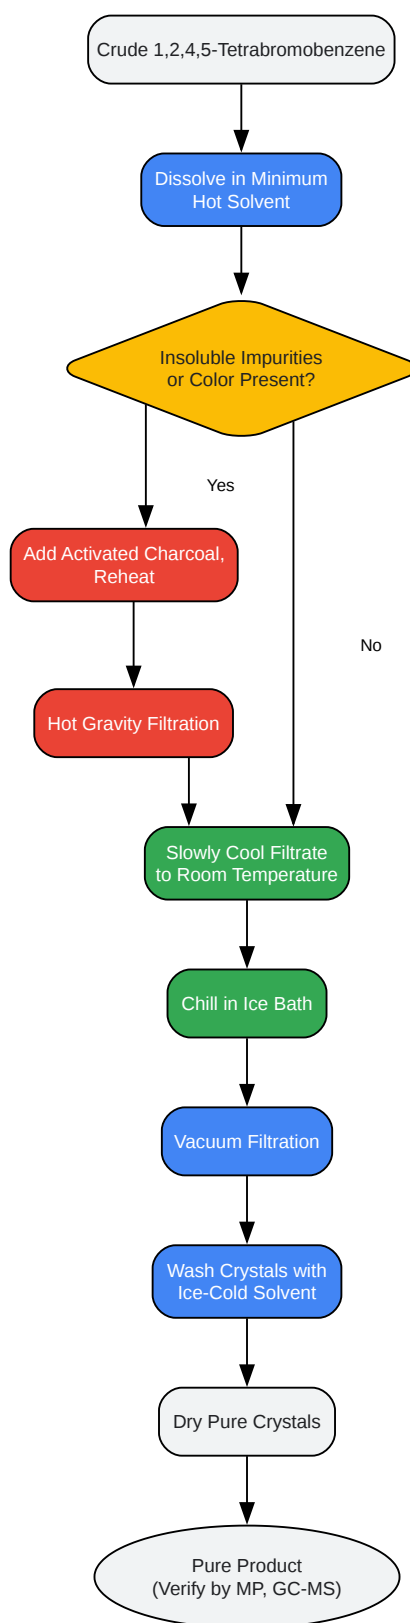 Crude 1,2,4,5-Tetrabromobenzene
Dissolve in Minimum
Hot Solvent
Insoluble Impurities
or Color Present?
Yes
Add Activated Charcoal,
Reheat
No
Hot Gravity Filtration
Slowly Cool Filtrate
to Room Temperature
Chill in Ice Bath
Vacuum Filtration
Wash Crystals with
Ice-Cold Solvent
Dry Pure Crystals
Pure Product
(Verify by MP, GC-MS)